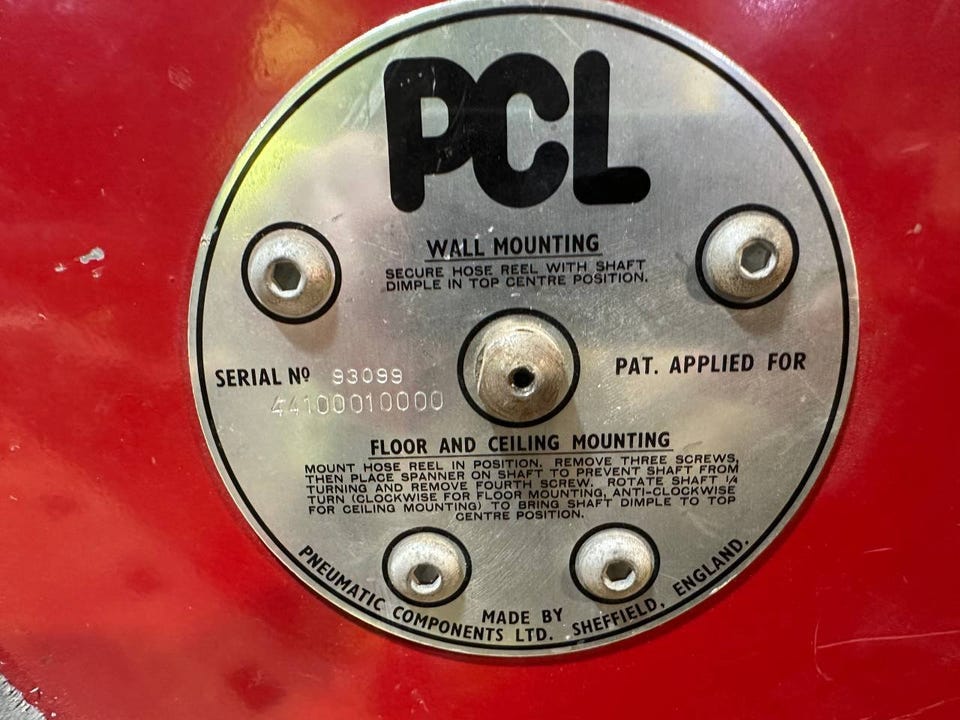 PCL
WALL MOUNTING
SECURE HOSE REEL WITH SHAFT
DIMPLE IN TOP CENTRE POSITION.
SERIAL Nº 93099
44100010000
PAT. APPLIED FOR
FLOOR AND CEILING MOUNTING
MOUNT HOSE REEL IN POSITION. REMOVE THREE SCREWS,
THEN PLACE SPANNER ON SHAFT TO PREVENT SHAFT FROM
TURNING AND REMOVE FOURTH SCREW. ROTATE SHAFT ¼
TURN (CLOCKWISE FOR FLOOR MOUNTING, ANTI-CLOCKWISE
FOR CEILING MOUNTING) TO BRING SHAFT DIMPLE TO TOP
CENTRE POSITION.
MADE BY
PNEUMATIC COMPONENTS LTD. SHEFFIELD, ENGLAND.